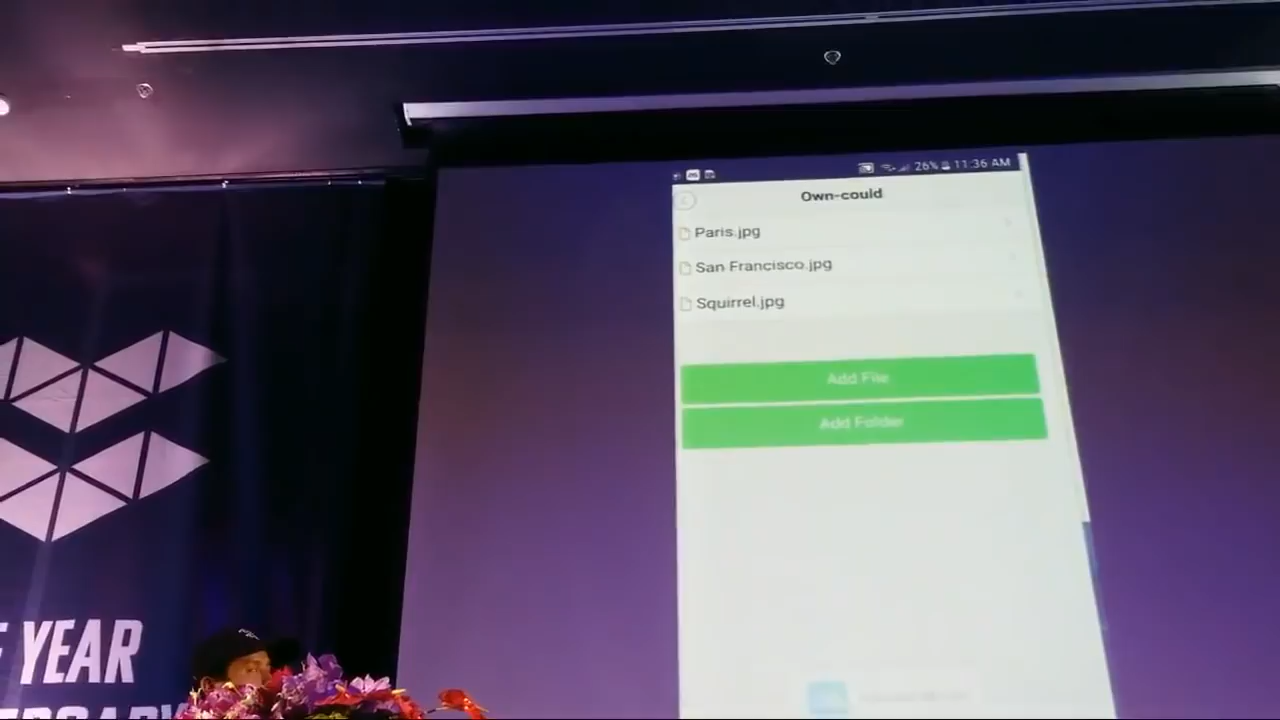 26% 11:36 AM
Own-could
Paris.jpg
San Francisco.jpg
Squirrel.jpg
Add File
Add Folder
YEAR